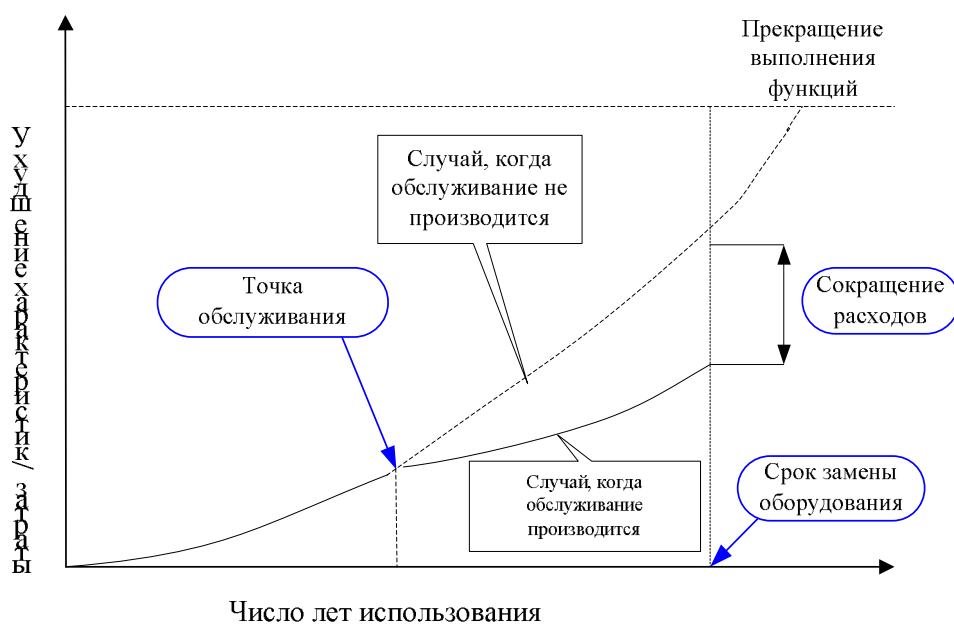 Прекращение
выполнения
функций
Случай, когда
обслуживание не
производится
Точка
обслуживания
Сокращение
расходов
Случай, когда
обслуживание
производится
Срок замены
оборудования
Ухудшение характеристик/затраты
Число лет использования